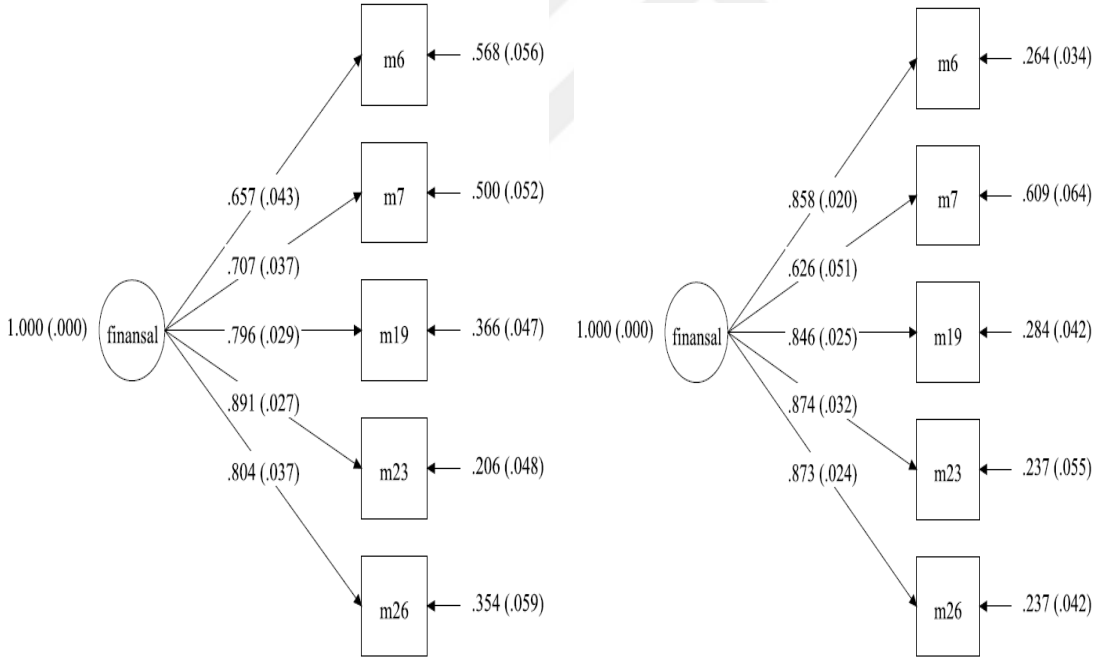 m6
.568 (.056)
.657 (.043)
m7
.500 (.052)
.707 (.037)
1.000 (.000)
finansal
.796 (.029)
m19
.366 (.047)
.891 (.027)
m23
.206 (.048)
.804 (.037)
m26
.354 (.059)
m6
.264 (.034)
.858 (.020)
m7
.609 (.064)
.626 (.051)
1.000 (.000)
finansal
.846 (.025)
m19
.284 (.042)
.874 (.032)
m23
.237 (.055)
.873 (.024)
m26
.237 (.042)